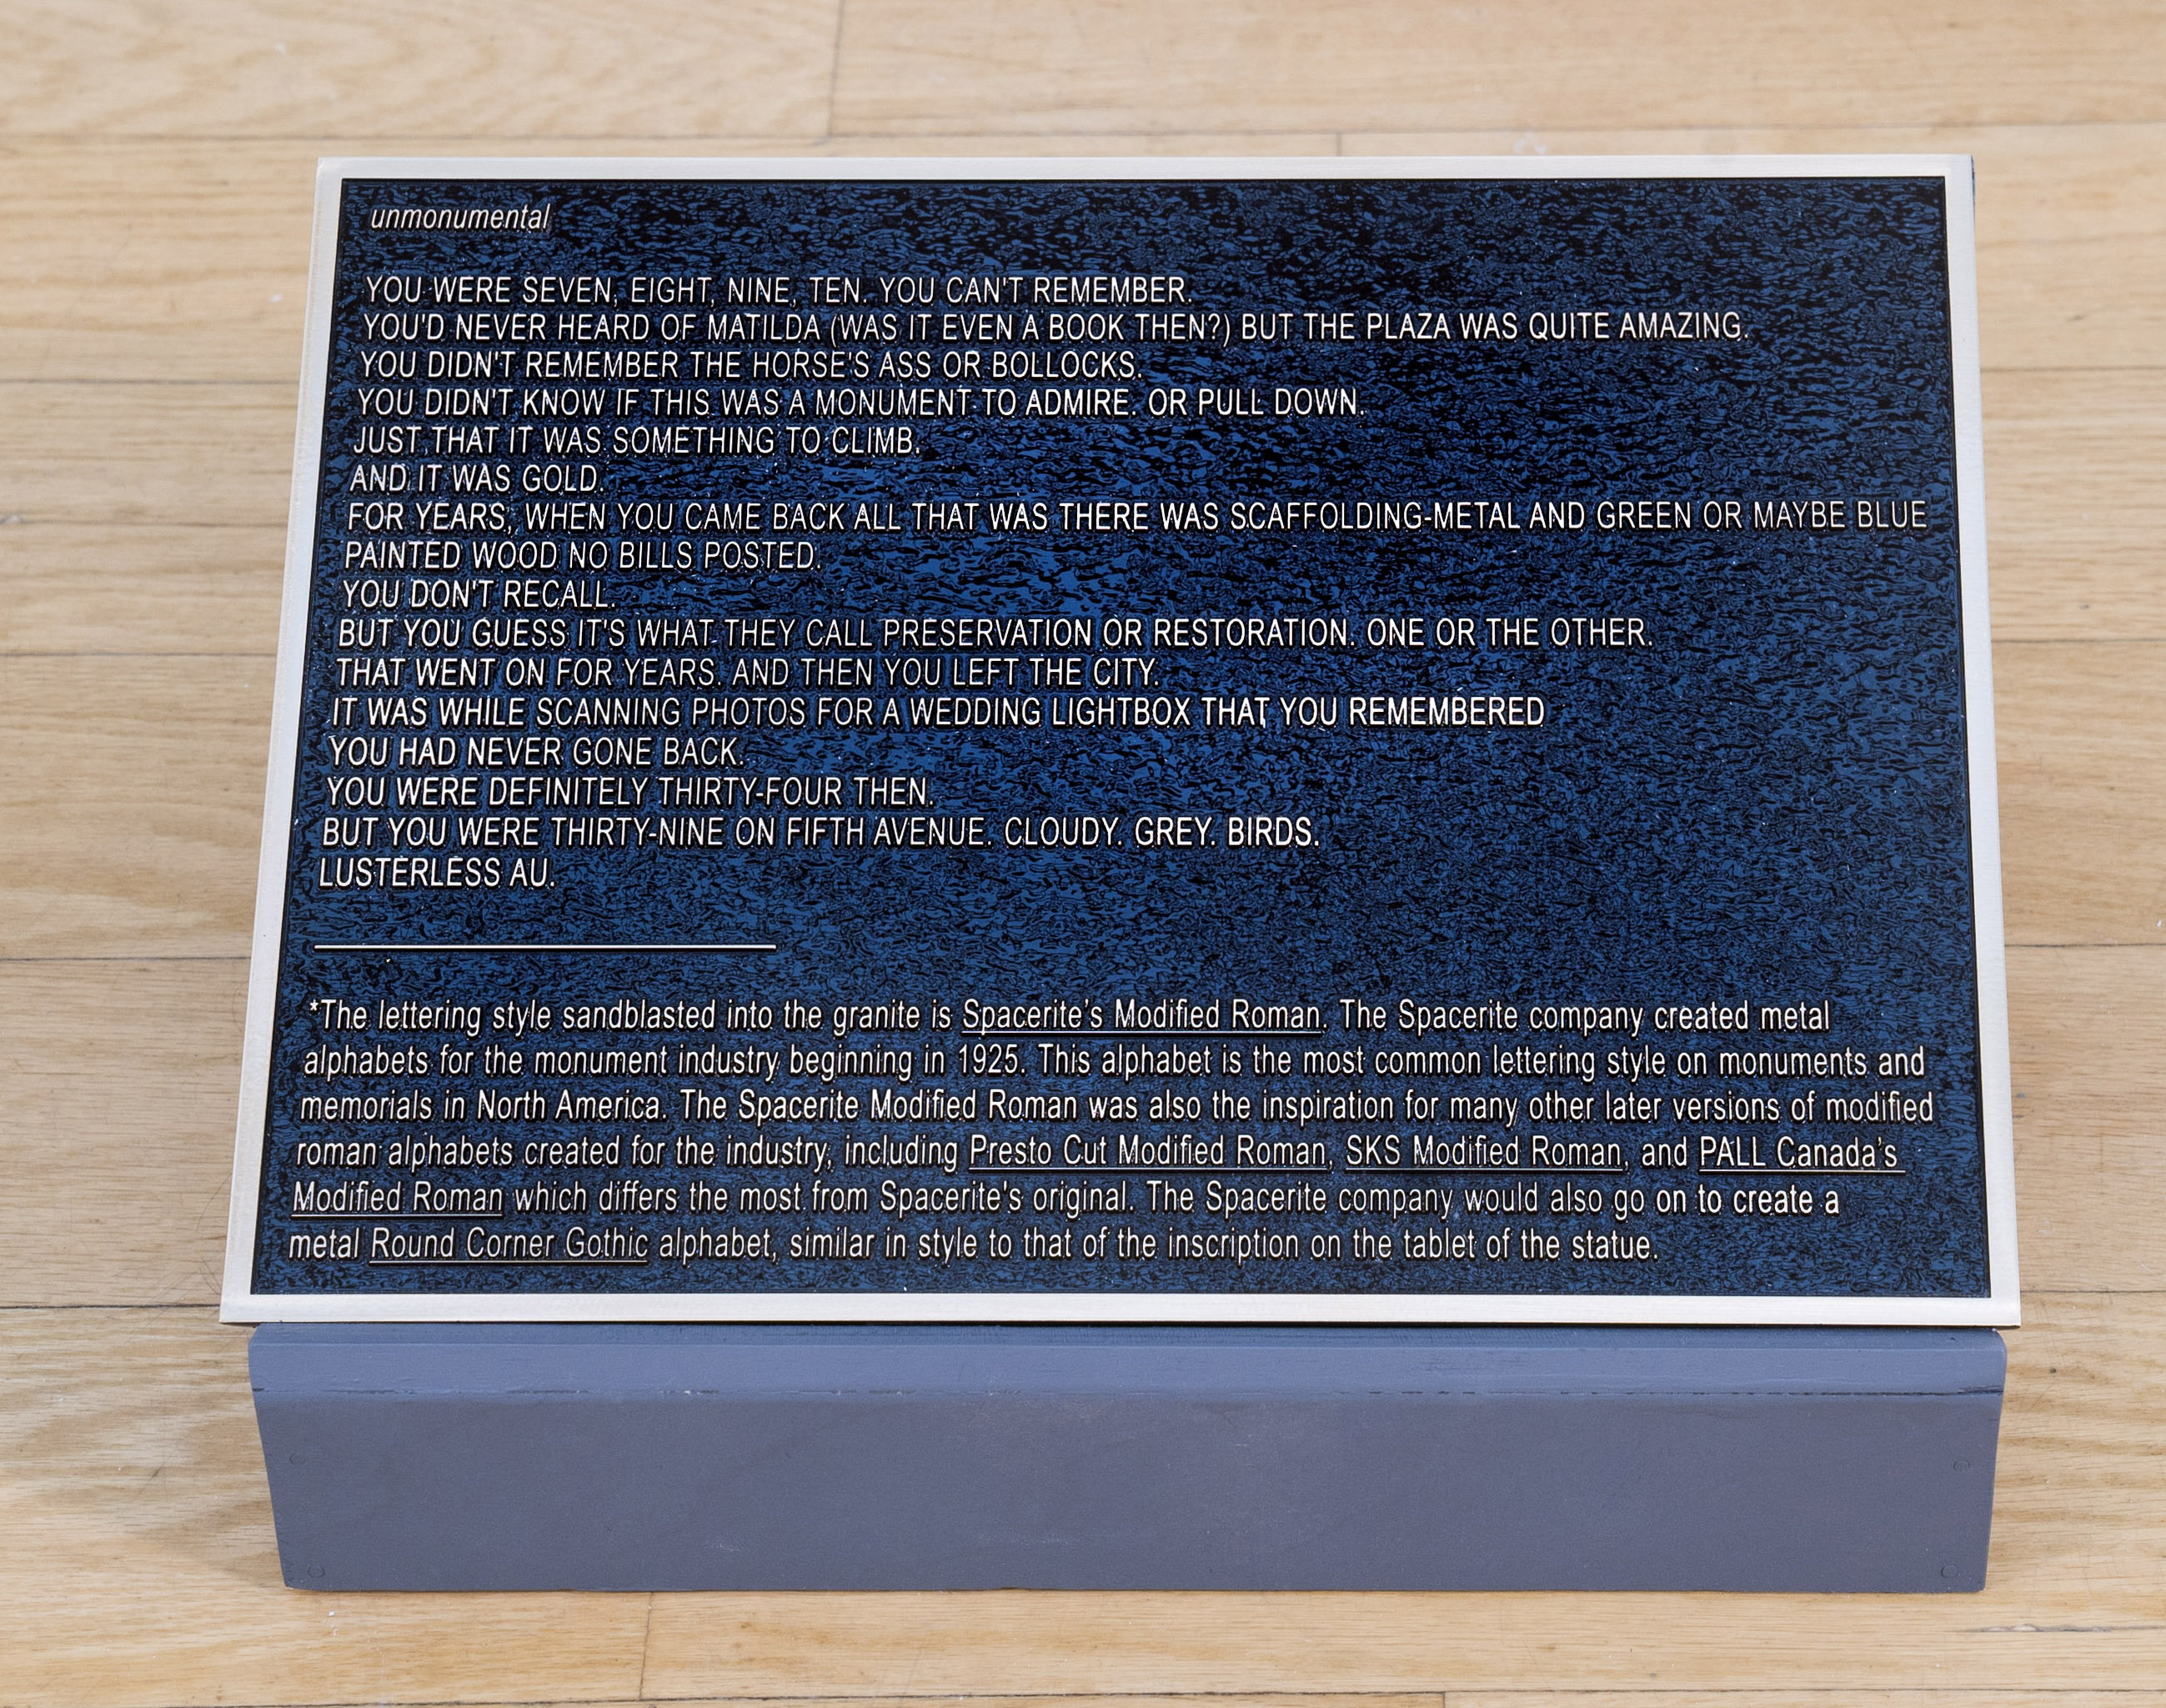 unmonumental
YOU WERE SEVEN, EIGHT, NINE, TEN. YOU CAN'T REMEMBER.
YOU'D NEVER HEARD OF MATILDA (WAS IT EVEN A BOOK THEN?) BUT THE PLAZA WAS QUITE AMAZING.
YOU DIDN'T REMEMBER THE HORSE'S ASS OR BOLLOCKS.
YOU DIDN'T KNOW IF THIS WAS A MONUMENT TO ADMIRE. OR PULL DOWN.
JUST THAT IT WAS SOMETHING TO CLIMB.
AND IT WAS GOLD.
FOR YEARS, WHEN YOU CAME BACK ALL THAT WAS THERE WAS SCAFFOLDING-METAL AND GREEN OR MAYBE BLUE
PAINTED WOOD NO BILLS POSTED.
YOU DON'T RECALL.
BUT YOU GUESS IT'S WHAT THEY CALL PRESERVATION OR RESTORATION. ONE OR THE OTHER.
THAT WENT ON FOR YEARS. AND THEN YOU LEFT THE CITY.
IT WAS WHILE SCANNING PHOTOS FOR A WEDDING LIGHTBOX THAT YOU REMEMBERED
YOU HAD NEVER GONE BACK.
YOU WERE DEFINITELY THIRTY-FOUR THEN.
BUT YOU WERE THIRTY-NINE ON FIFTH AVENUE. CLOUDY. GREY. BIRDS.
LUSTERLESS AU.
*The lettering style sandblasted into the granite is Spacerite's Modified Roman. The Spacerite company created metal
alphabets for the monument industry beginning in 1925. This alphabet is the most common lettering style on monuments and
memorials in North America. The Spacerite Modified Roman was also the inspiration for many other later versions of modified
roman alphabets created for the industry, including Presto Cut Modified Roman, SKS Modified Roman, and PALL Canada's
Modified Roman which differs the most from Spacerite's original. The Spacerite company would also go on to create a
metal Round Corner Gothic alphabet, similar in style to that of the inscription on the tablet of the statue.